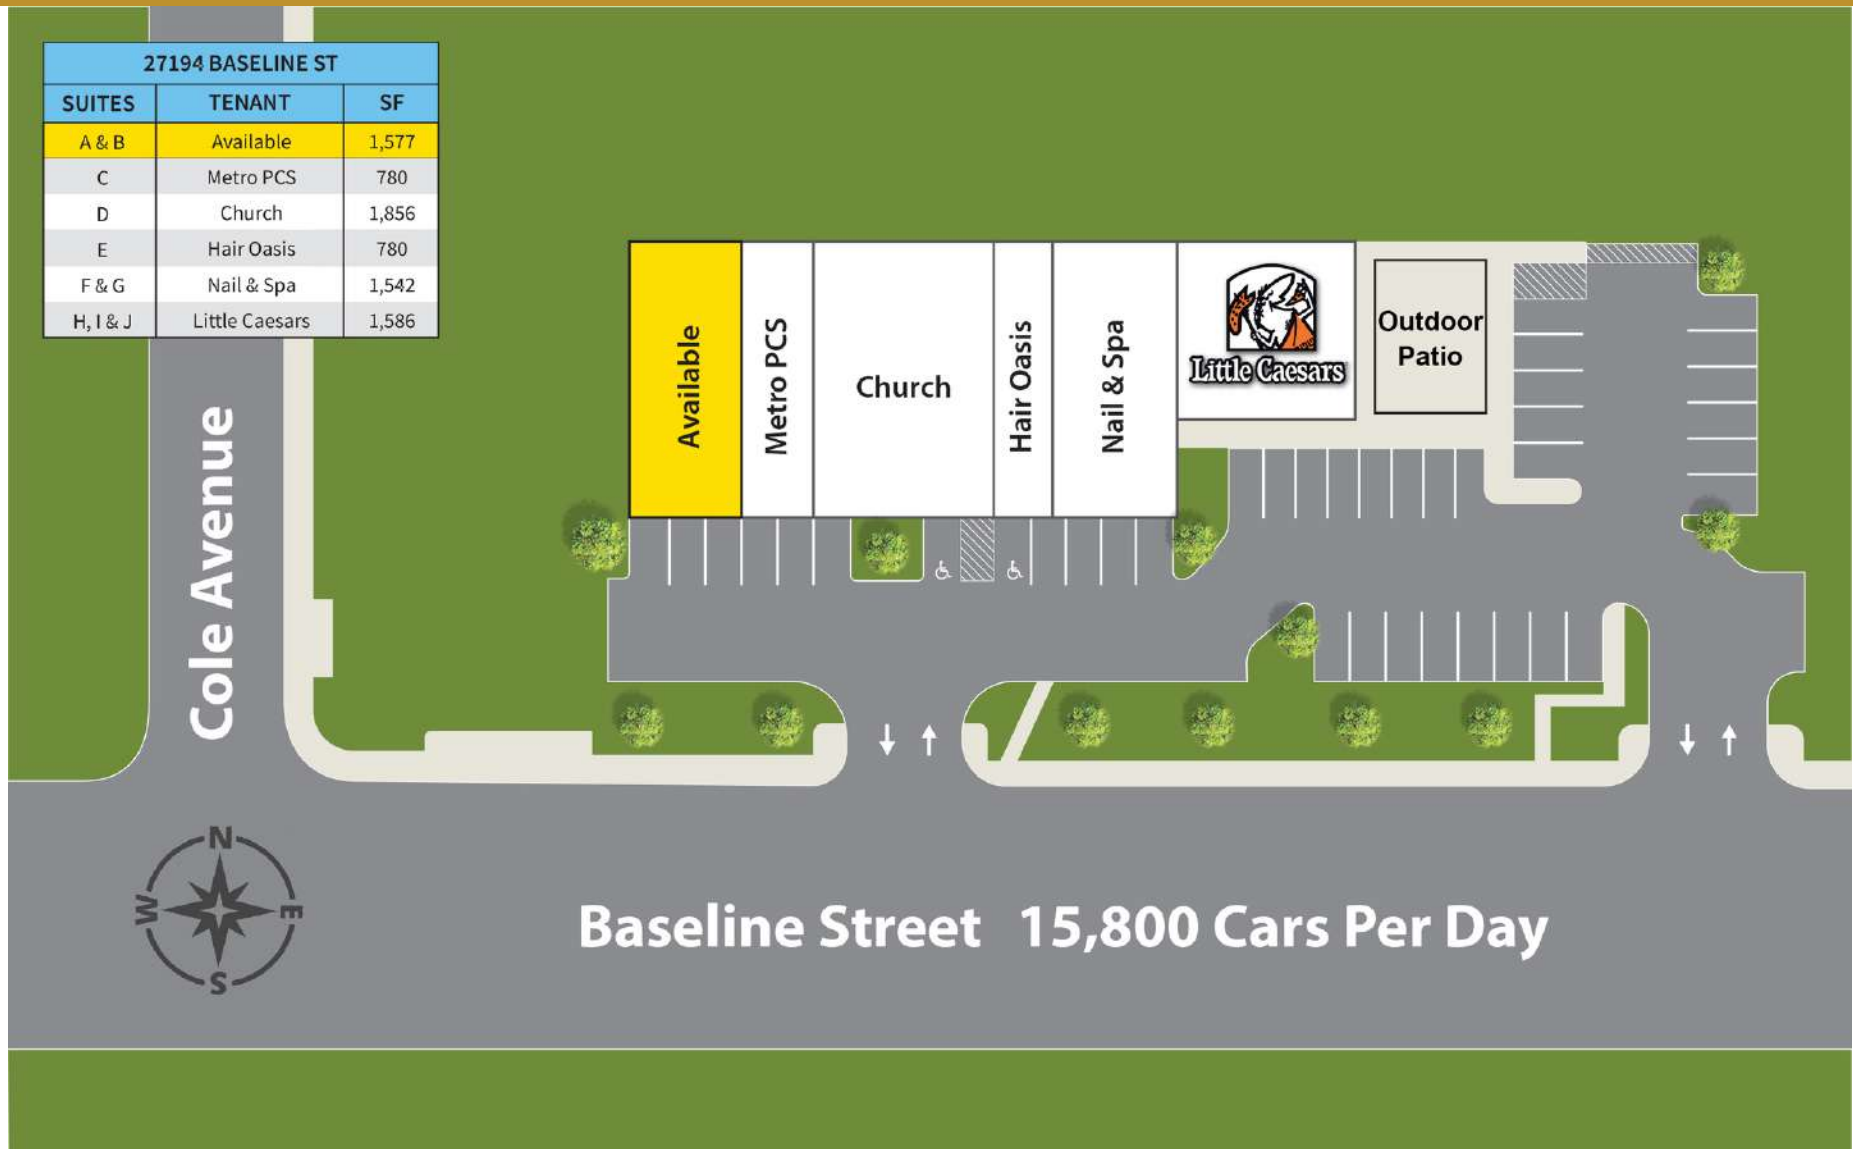 27194 BASELINE ST
SUITES TENANT SF
A & B Available 1,577
C Metro PCS 780
D Church 1,856
E Hair Oasis 780
F & G Nail & Spa 1,542
H, I & J Little Caesars 1,586
Available
Metro PCS
Church
Hair Oasis
Nail & Spa
Little Caesars
Outdoor
Patio
Cole Avenue
N
W
E
S
Baseline Street 15,800 Cars Per Day